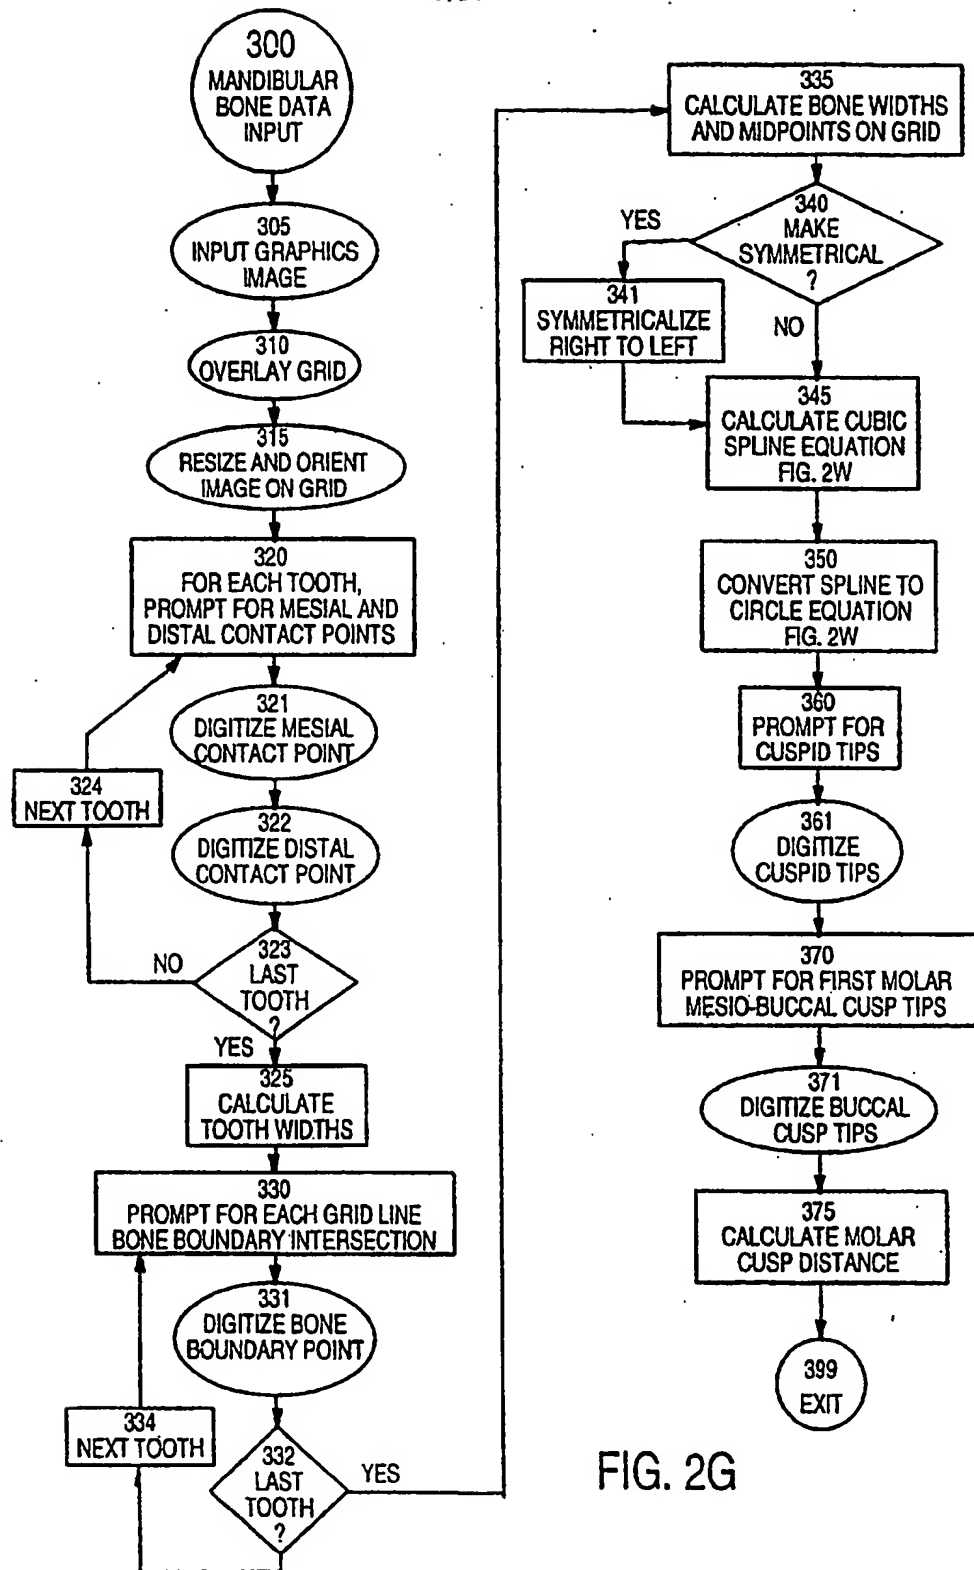 300
MANDIBULAR
BONE DATA
INPUT
305
INPUT GRAPHICS
IMAGE
310
OVERLAY GRID
315
RESIZE AND ORIENT
IMAGE ON GRID
320
FOR EACH TOOTH,
PROMPT FOR MESIAL AND
DISTAL CONTACT POINTS
321
DIGITIZE MESIAL
CONTACT POINT
324
NEXT TOOTH
322
DIGITIZE DISTAL
CONTACT POINT
323
LAST
TOOTH
?
NO
YES
325
CALCULATE
TOOTH WIDTHS
330
PROMPT FOR EACH GRID LINE
BONE BOUNDARY INTERSECTION
331
DIGITIZE BONE
BOUNDARY POINT
334
NEXT TOOTH
332
LAST
TOOTH
?
YES
335
CALCULATE BONE WIDTHS
AND MIDPOINTS ON GRID
340
MAKE
SYMMETRICAL
?
YES
341
SYMMETRICALIZE
RIGHT TO LEFT
NO
345
CALCULATE CUBIC
SPLINE EQUATION
FIG. 2W
350
CONVERT SPLINE TO
CIRCLE EQUATION
FIG. 2W
360
PROMPT FOR
CUSPID TIPS
361
DIGITIZE
CUSPID TIPS
370
PROMPT FOR FIRST MOLAR
MESIO-BUCCAL CUSP TIPS
371
DIGITIZE BUCCAL
CUSP TIPS
375
CALCULATE MOLAR
CUSP DISTANCE
399
EXIT
FIG. 2G